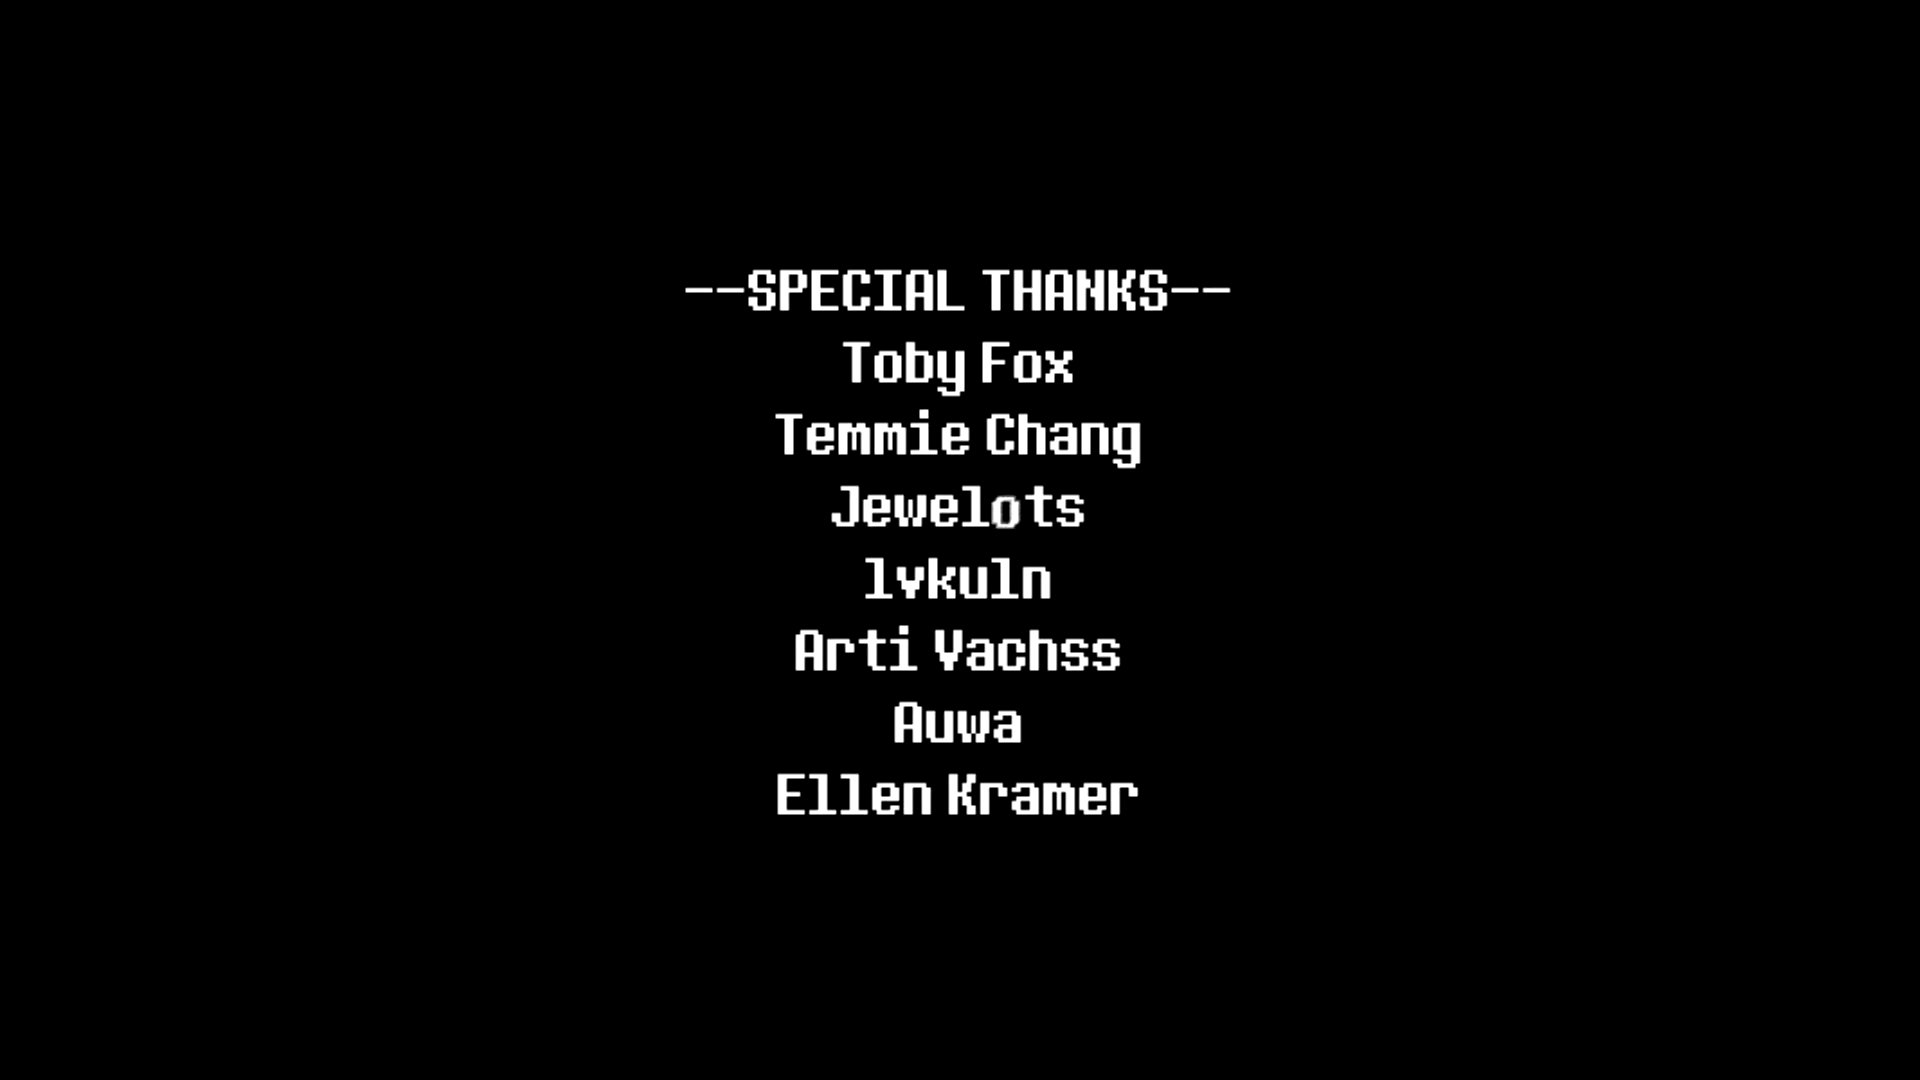 --SPECIAL THANKS--
Toby Fox
Temmie Chang
Jewelots
lvkuln
Arti Vachss
Auwa
Ellen Kramer